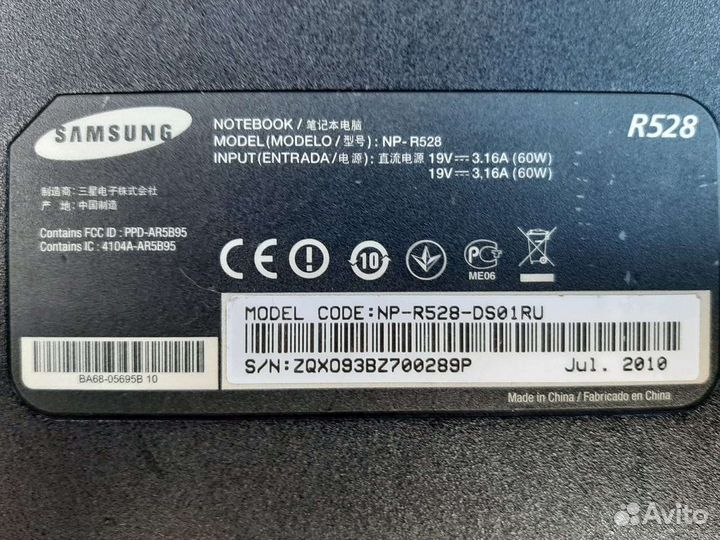 SAMSUNG
NOTEBOOK / 笔记本电脑
MODEL(MODELO / 型号) : NP-R528
INPUT(ENTRADA / 电源) : 直流电源 19V⎓3.16A (60W)
19V⎓3.16A (60W)
R528
制造商 : 三星电子株式会社
产 地 : 中国制造
Contains FCC ID : PPD-AR5B95
Contains IC : 4104A-AR5B95
CE
10
PG
ME06
MODEL CODE:NP-R528-DS01RU
S/N:ZQXO93BZ700289P
Jul. 2010
BA68-05695B 10
Made in China / Fabricado en China
Avito